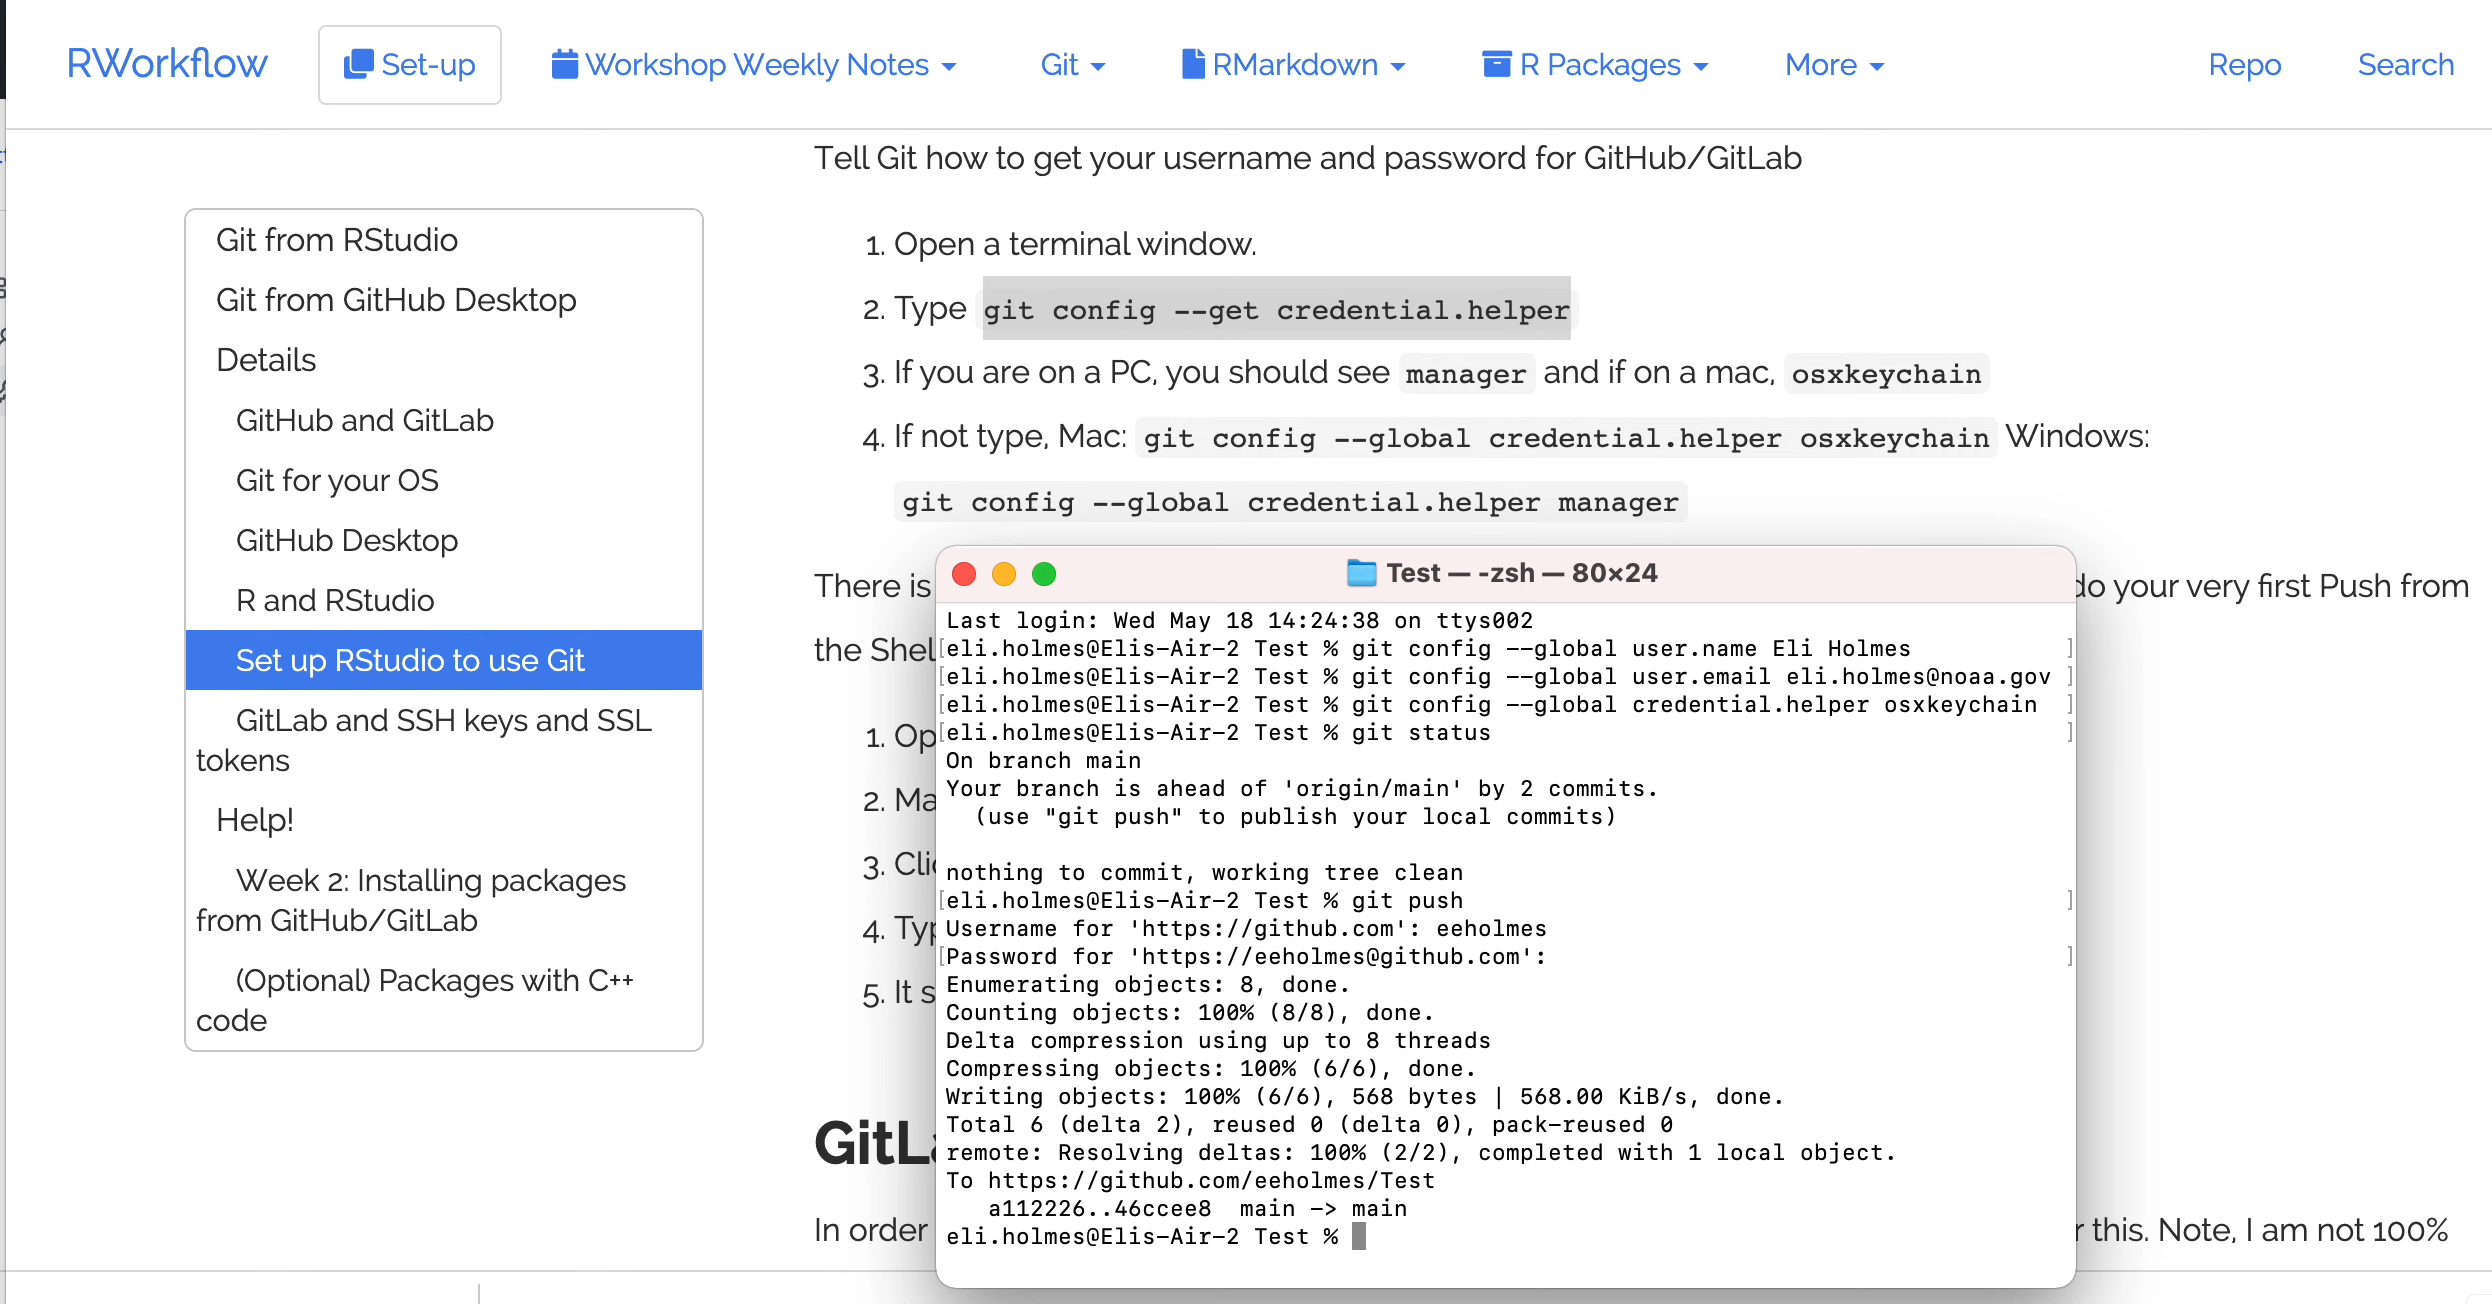 RWorkflow Set-up Workshop Weekly Notes Git RMarkdown R Packages More Repo Search
Git from RStudio
Git from GitHub Desktop
Details
GitHub and GitLab
Git for your OS
GitHub Desktop
R and RStudio
Set up RStudio to use Git
GitLab and SSH keys and SSL
tokens
Help!
Week 2: Installing packages
from GitHub/GitLab
(Optional) Packages with C++
code
Tell Git how to get your username and password for GitHub/GitLab
1. Open a terminal window.
2. Type git config --get credential.helper
3. If you are on a PC, you should see manager and if on a mac, osxkeychain
4. If not type, Mac: git config --global credential.helper osxkeychain Windows:
git config --global credential.helper manager
There is do your very first Push from
the Shel
1. Op
2. Ma
3. Clic
4. Typ
5. It s
GitLa
In order r this. Note, I am not 100%
Test — -zsh — 80×24
Last login: Wed May 18 14:24:38 on ttys002
[eli.holmes@Elis-Air-2 Test % git config --global user.name Eli Holmes ]
[eli.holmes@Elis-Air-2 Test % git config --global user.email eli.holmes@noaa.gov ]
[eli.holmes@Elis-Air-2 Test % git config --global credential.helper osxkeychain ]
[eli.holmes@Elis-Air-2 Test % git status ]
On branch main
Your branch is ahead of 'origin/main' by 2 commits.
(use "git push" to publish your local commits)
nothing to commit, working tree clean
[eli.holmes@Elis-Air-2 Test % git push ]
Username for 'https://github.com': eeholmes
[Password for 'https://eeholmes@github.com': ]
Enumerating objects: 8, done.
Counting objects: 100% (8/8), done.
Delta compression using up to 8 threads
Compressing objects: 100% (6/6), done.
Writing objects: 100% (6/6), 568 bytes | 568.00 KiB/s, done.
Total 6 (delta 2), reused 0 (delta 0), pack-reused 0
remote: Resolving deltas: 100% (2/2), completed with 1 local object.
To https://github.com/eeholmes/Test
a112226..46ccee8 main -> main
eli.holmes@Elis-Air-2 Test %